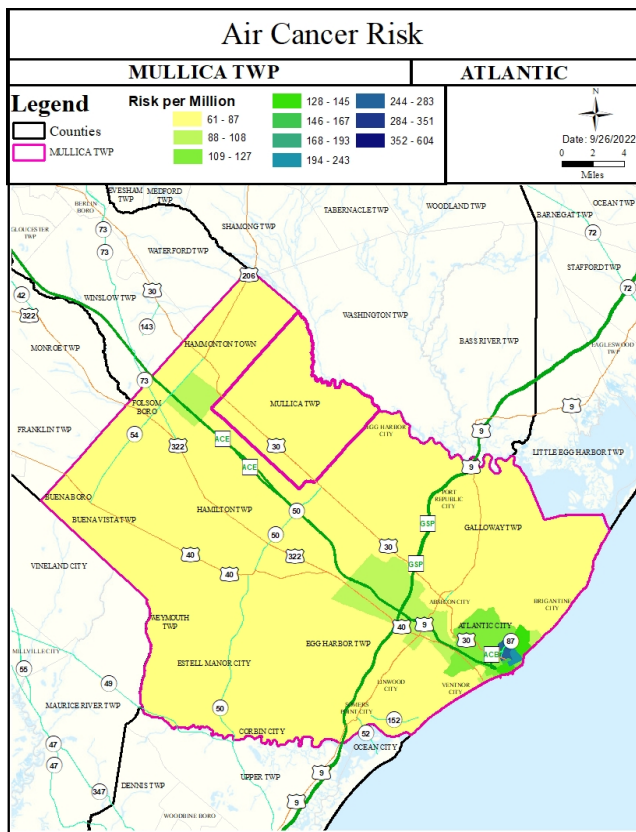 Air Cancer Risk
MULLICA TWP
ATLANTIC
Legend
Counties
MULLICA TWP
Risk per Million
61 - 87
88 - 108
109 - 127
128 - 145
146 - 167
168 - 193
194 - 243
244 - 283
284 - 351
352 - 604
N
Date: 9/26/2022
0 2 4
Miles
EVESHAM TWP
MEDFORD TWP
BERLIN BORO
GLOUCESTER TWP
SHAMONG TWP
TABERNACLE TWP
WOODLAND TWP
OCEAN TWP
BARNEGAT TWP
73
72
WATERFORD TWP
73
STAFFORD TWP
206
42
WINSLOW TWP
30
72
322
WASHINGTON TWP
143
BASS RIVER TWP
EAGLESWOOD TWP
MONROE TWP
HAMMONTON TOWN
73
FOLSOM BORO
MULLICA TWP
9
FRANKLIN TWP
54
322
ACE
30
EGG HARBOR CITY
9
LITTLE EGG HARBOR TWP
ACE
9
BUENA BORO
PORT REPUBLIC CITY
HAMILTON TWP
50
BUENA VISTA TWP
GSP
GALLOWAY TWP
50
30
40
322
GSP
VINELAND CITY
40
ABSECON CITY
BRIGANTINE CITY
WEYMOUTH TWP
40
9
ATLANTIC CITY
30
87
MILLVILLE CITY
ESTELL MANOR CITY
EGG HARBOR TWP
ACE
55
49
LINWOOD CITY
VENTNOR CITY
MAURICE RIVER TWP
50
SOMERS POINT CITY
152
47
CORBIN CITY
52
OCEAN CITY
47
UPPER TWP
9
347
DENNIS TWP
9
WOODBINE BORO